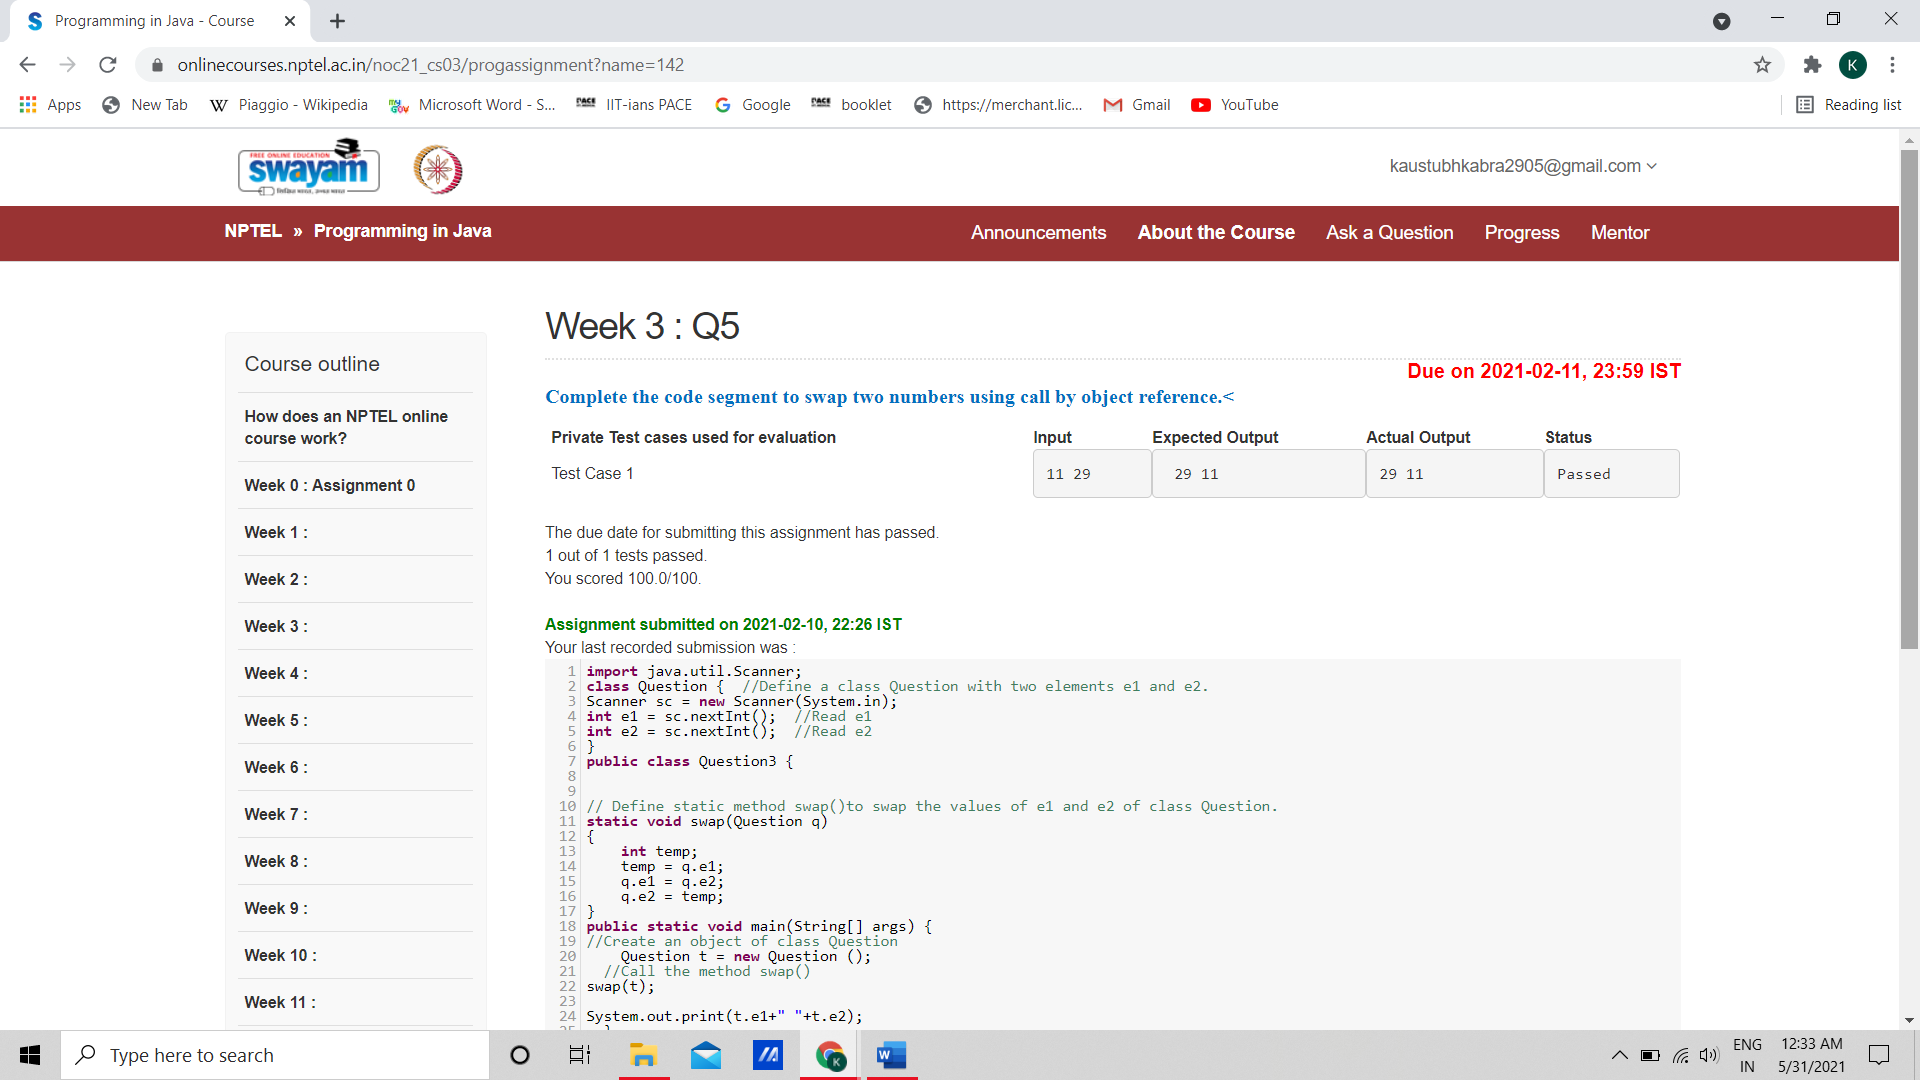 Programming in Java - Course
onlinecourses.nptel.ac.in/noc21_cs03/progassignment?name=142
K
Apps New Tab Piaggio - Wikipedia Microsoft Word - S... IIT-ians PACE Google booklet https://merchant.lic... Gmail YouTube Reading list
FREE ONLINE EDUCATION
swayam
kaustubhkabra2905@gmail.com
NPTEL » Programming in Java
Announcements About the Course Ask a Question Progress Mentor
Course outline
How does an NPTEL online
course work?
Week 0 : Assignment 0
Week 1 :
Week 2 :
Week 3 :
Week 4 :
Week 5 :
Week 6 :
Week 7 :
Week 8 :
Week 9 :
Week 10 :
Week 11 :
Week 3 : Q5
Due on 2021-02-11, 23:59 IST
Complete the code segment to swap two numbers using call by object reference.<
Private Test cases used for evaluation Input Expected Output Actual Output Status
Test Case 1 11 29 29 11 29 11 Passed
The due date for submitting this assignment has passed.
1 out of 1 tests passed.
You scored 100.0/100.
Assignment submitted on 2021-02-10, 22:26 IST
Your last recorded submission was :
1 import java.util.Scanner;
2 class Question { //Define a class Question with two elements e1 and e2.
3 Scanner sc = new Scanner(System.in);
4 int e1 = sc.nextInt(); //Read e1
5 int e2 = sc.nextInt(); //Read e2
6 }
7 public class Question3 {
8
9
10 // Define static method swap()to swap the values of e1 and e2 of class Question.
11 static void swap(Question q)
12 {
13 int temp;
14 temp = q.e1;
15 q.e1 = q.e2;
16 q.e2 = temp;
17 }
18 public static void main(String[] args) {
19 //Create an object of class Question
20 Question t = new Question ();
21 //Call the method swap()
22 swap(t);
23
24 System.out.print(t.e1+" "+t.e2);
Type here to search
ENG
IN
12:33 AM
5/31/2021